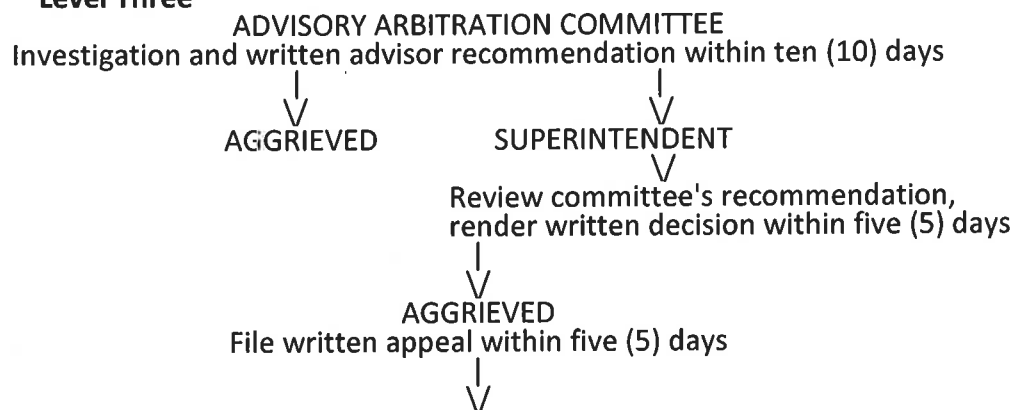 Level Three
ADVISORY ARBITRATION COMMITTEE
Investigation and written advisor recommendation within ten (10) days
AGGRIEVED SUPERINTENDENT
Review committee's recommendation,
render written decision within five (5) days
AGGRIEVED
File written appeal within five (5) days